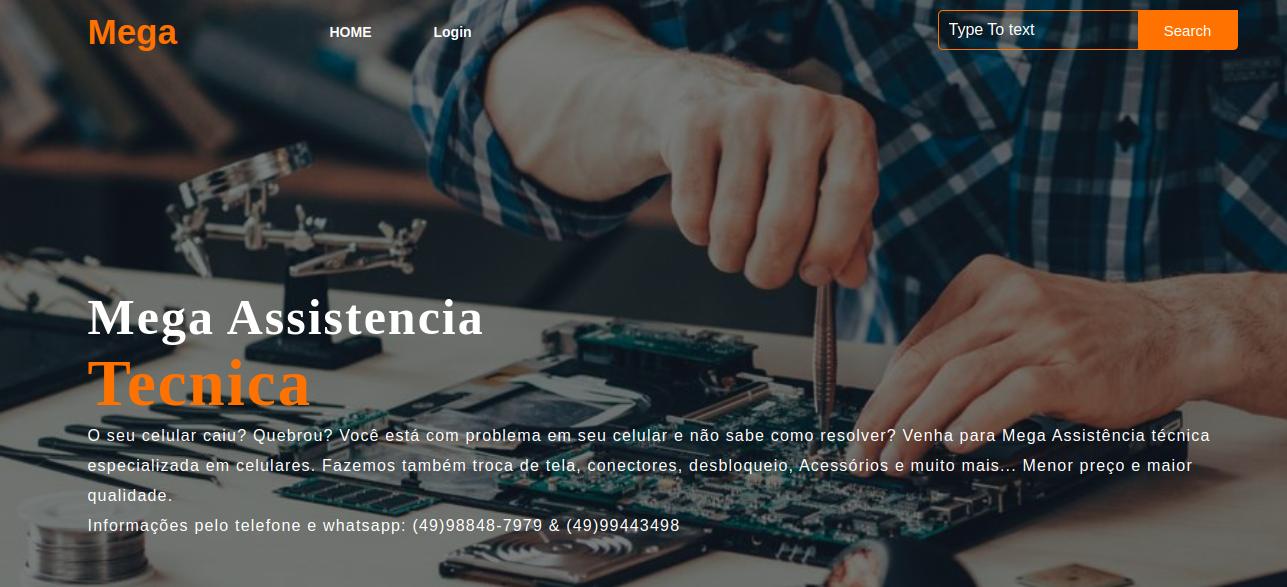 Mega
HOME
Login
Type To text
Search
Mega Assistencia
Tecnica
O seu celular caiu? Quebrou? Você está com problema em seu celular e não sabe como resolver? Venha para Mega Assistência técnica
especializada em celulares. Fazemos também troca de tela, conectores, desbloqueio, Acessórios e muito mais... Menor preço e maior
qualidade.
Informações pelo telefone e whatsapp: (49)98848-7979 & (49)99443498